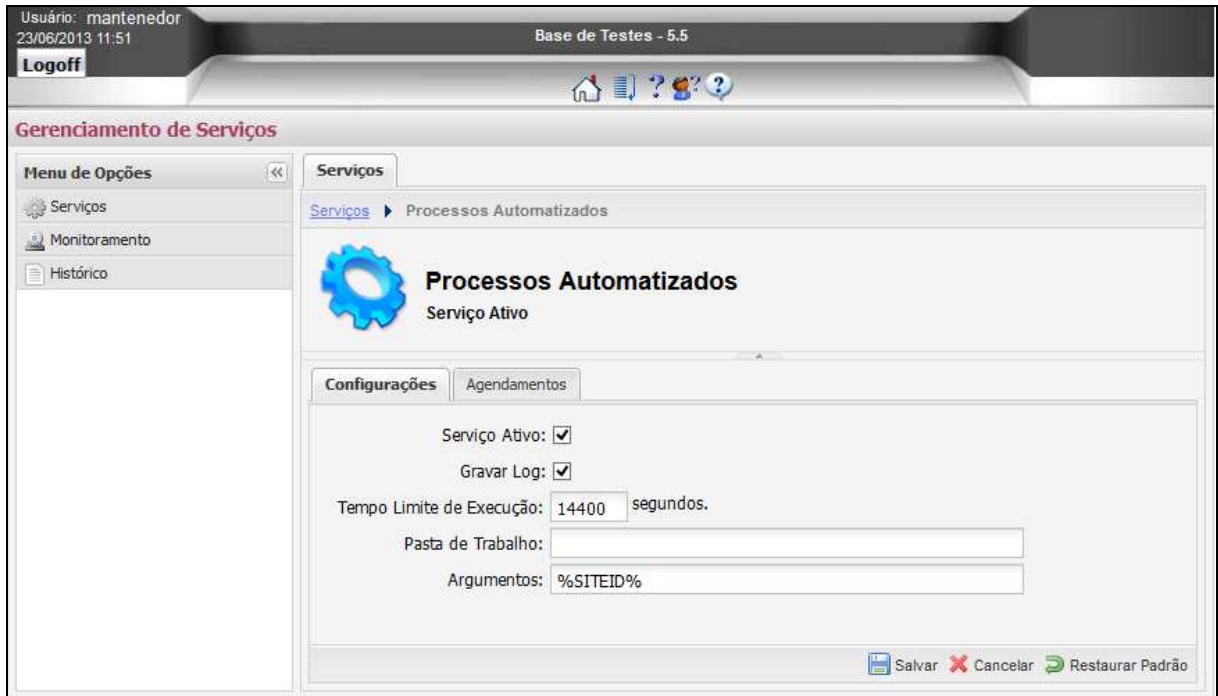 Usuário: mantenedor
23/06/2013 11:51
Logoff
Base de Testes - 5.5
Gerenciamento de Serviços
Menu de Opções
Serviços
Monitoramento
Histórico
Serviços
Serviços Processos Automatizados
Processos Automatizados
Serviço Ativo
Configurações Agendamentos
Serviço Ativo:
Gravar Log:
Tempo Limite de Execução: 14400 segundos.
Pasta de Trabalho:
Argumentos: %SITEID%
Salvar Cancelar Restaurar Padrão